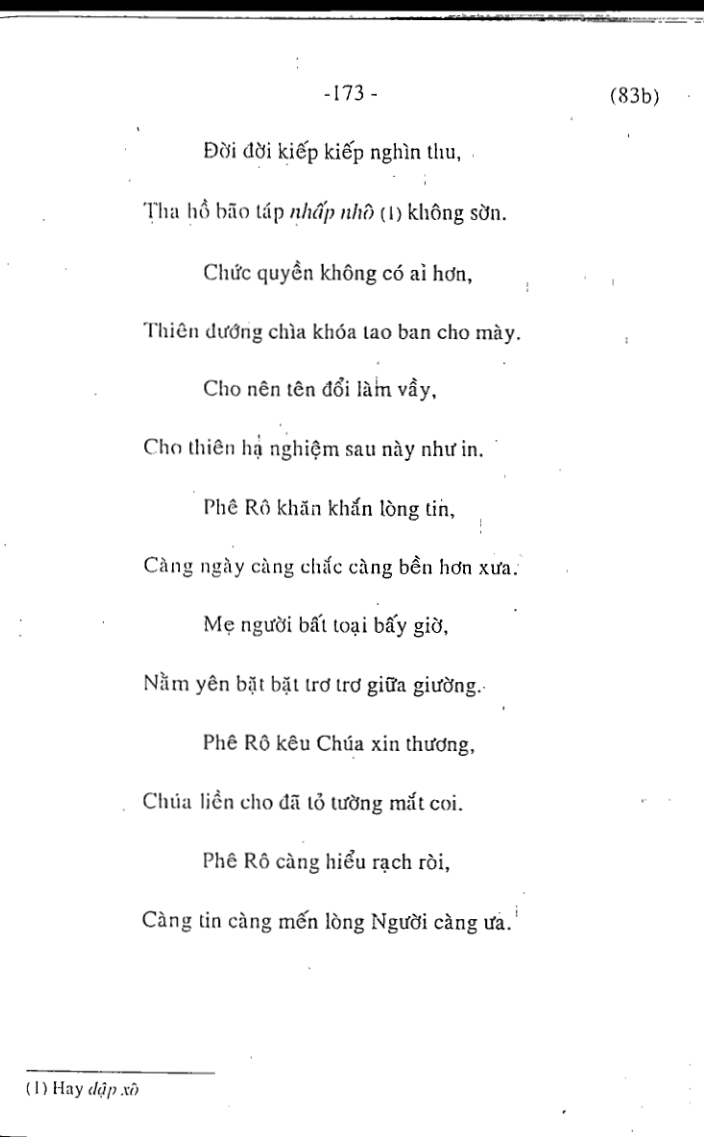 -173 - (83b)
Đời đời kiếp kiếp nghìn thu,
Tha hồ bão táp nhấp nhô (1) không sờn.
Chức quyền không có ai hơn,
Thiên đướng chìa khóa tao ban cho mày.
Cho nên tên đổi làm vầy,
Cho thiên hạ nghiệm sau này như in.
Phê Rô khăn khắn lòng tin,
Càng ngày càng chắc càng bền hơn xưa.
Mẹ người bất toại bấy giờ,
Nằm yên bặt bặt trơ trơ giữa giường.
Phê Rô kêu Chúa xin thương,
Chúa liền cho đã tỏ tường mắt coi.
Phê Rô càng hiểu rạch ròi,
Càng tin càng mến lòng Người càng ưa.
(1) Hay dập xô